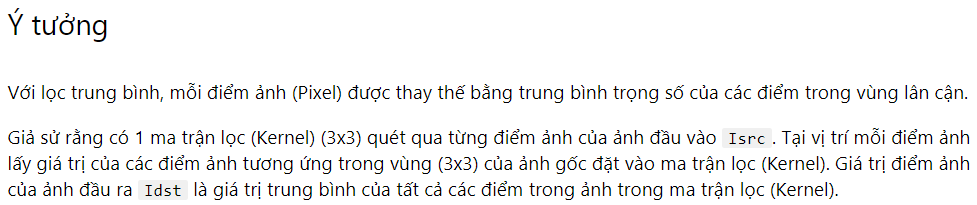 Ý tưởng
Với lọc trung bình, mỗi điểm ảnh (Pixel) được thay thế bằng trung bình trọng số của các điểm trong vùng lân cận.
Giả sử rằng có 1 ma trận lọc (Kernel) (3x3) quét qua từng điểm ảnh của ảnh đầu vào Isrc. Tại vị trí mỗi điểm ảnh
lấy giá trị của các điểm ảnh tương ứng trong vùng (3x3) của ảnh gốc đặt vào ma trận lọc (Kernel). Giá trị điểm ảnh
của ảnh đầu ra Idst là giá trị trung bình của tất cả các điểm trong ảnh trong ma trận lọc (Kernel).